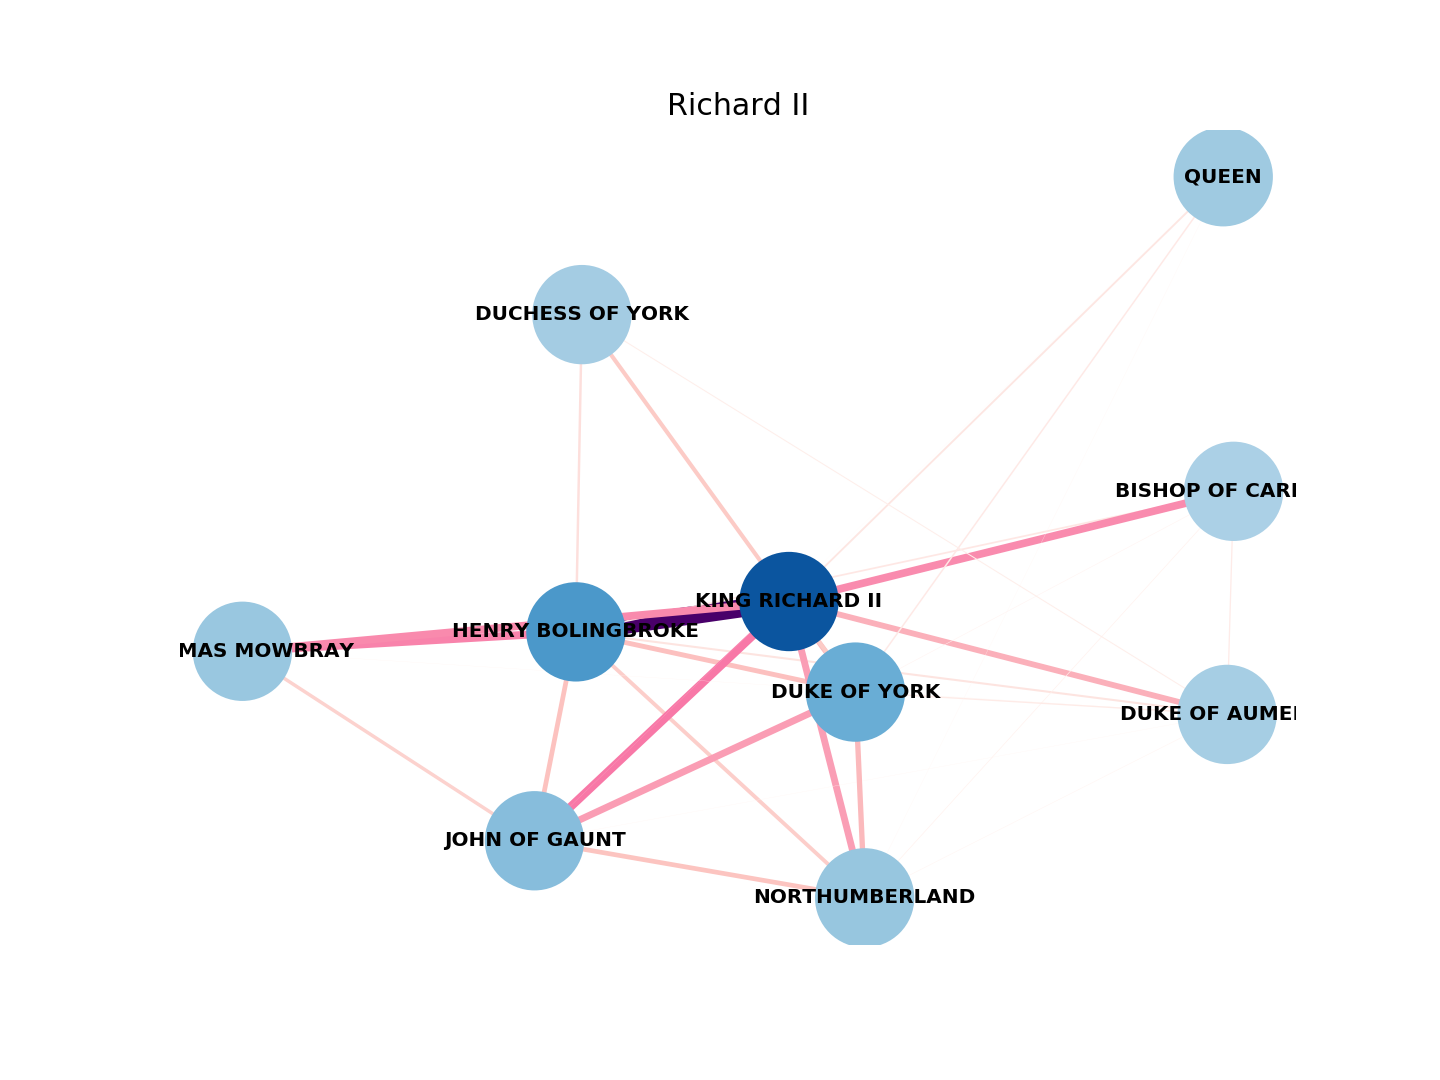 Richard II
QUEEN
DUCHESS OF YORK
BISHOP OF CARI
KING RICHARD II
HENRY BOLINGBROKE
MAS MOWBRAY
DUKE OF YORK
DUKE OF AUME
JOHN OF GAUNT
NORTHUMBERLAND